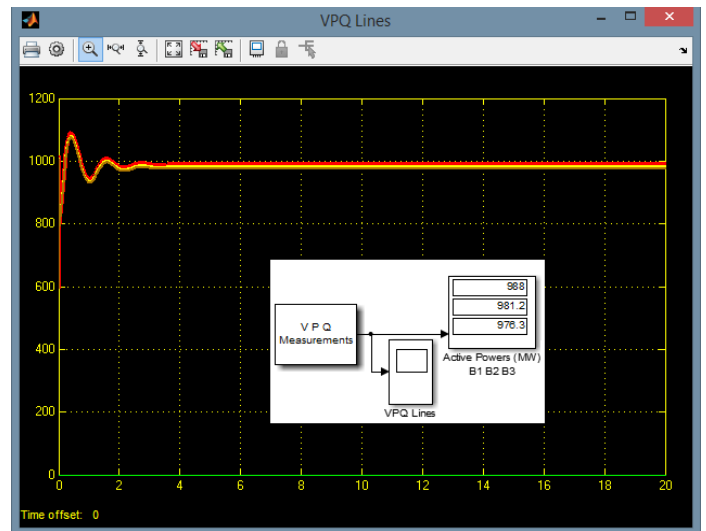 VPQ Lines
1200
1000
800
600
400
200
0
0 2 4 6 8 10 12 14 16 18 20
Time offset: 0
V P Q
Measurements
988
981.2
976.3
Active Powers (MW)
B1 B2 B3
VPQ Lines